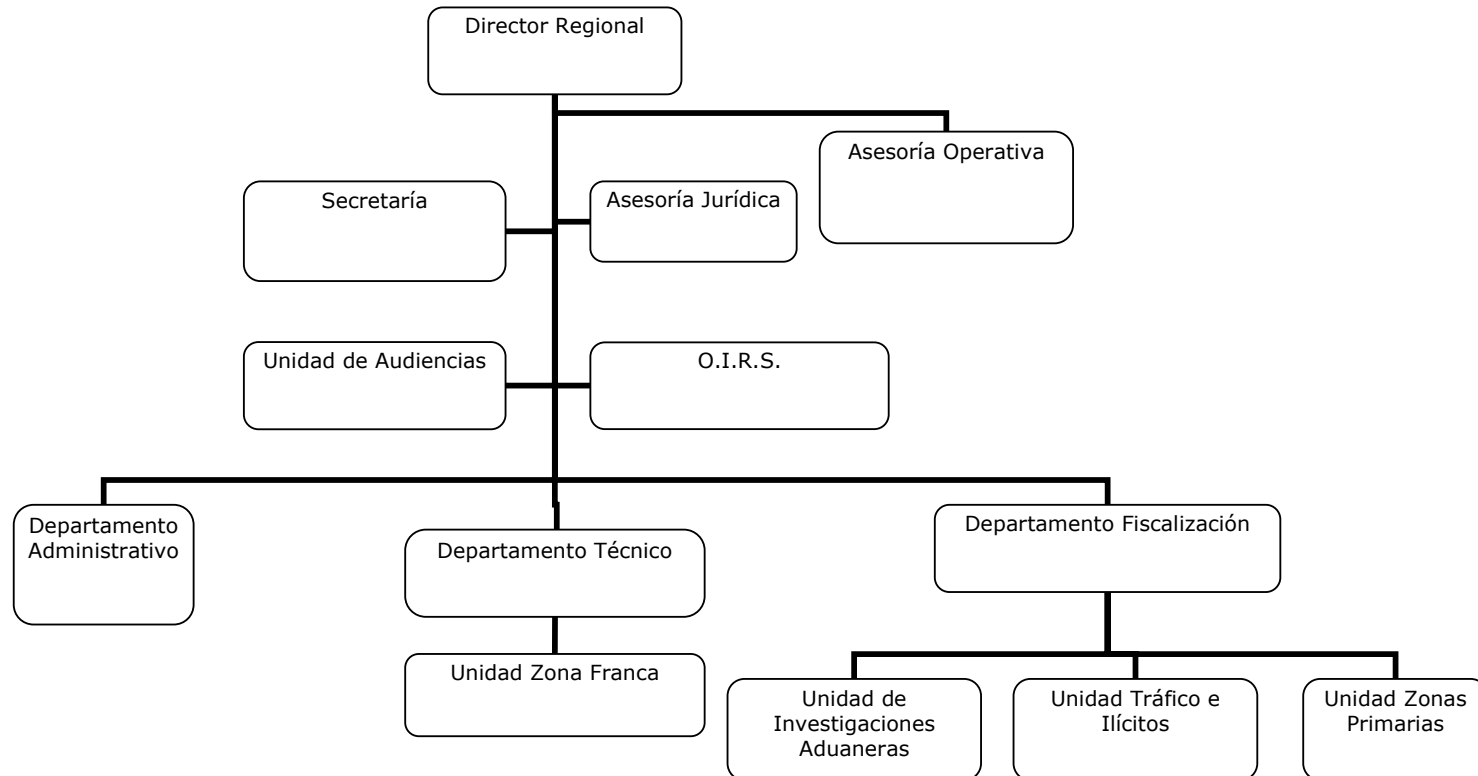 Director Regional
Asesoría Operativa
Secretaría
Asesoría Jurídica
Unidad de Audiencias
O.I.R.S.
Departamento
Administrativo
Departamento Técnico
Departamento Fiscalización
Unidad Zona Franca
Unidad de
Investigaciones
Aduaneras
Unidad Tráfico e
Ilícitos
Unidad Zonas
Primarias